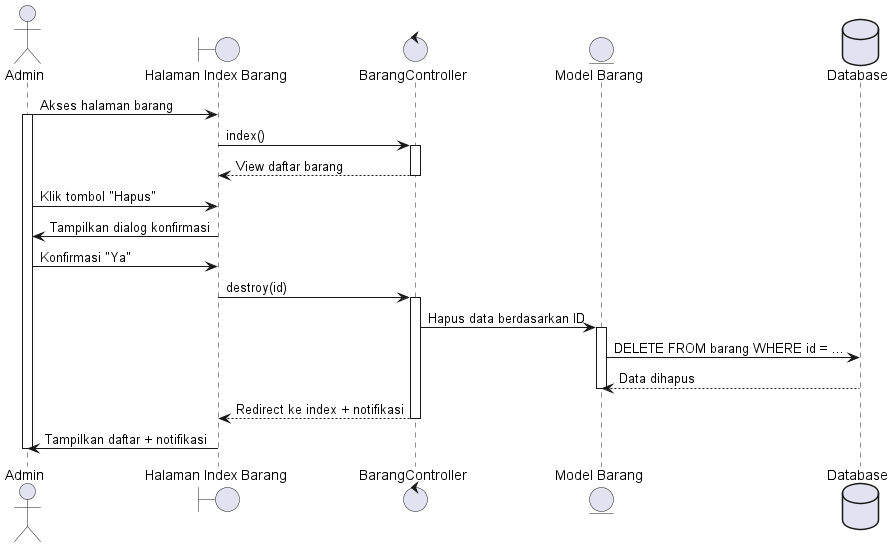 Admin
Halaman Index Barang
BarangController
Model Barang
Database
Akses halaman barang
index()
View daftar barang
Klik tombol "Hapus"
Tampilkan dialog konfirmasi
Konfirmasi "Ya"
destroy(id)
Hapus data berdasarkan ID
DELETE FROM barang WHERE id = ...
Data dihapus
Redirect ke index + notifikasi
Tampilkan daftar + notifikasi
Admin
Halaman Index Barang
BarangController
Model Barang
Database